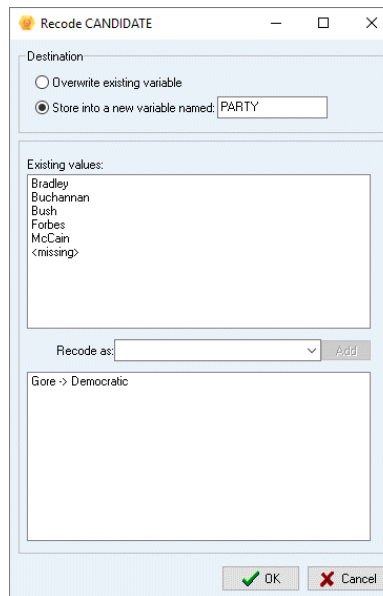 Recode CANDIDATE
Destination
Overwrite existing variable
Store into a new variable named: PARTY
Existing values:
Bradley
Buchannan
Bush
Forbes
McCain
<missing>
Recode as: Add
Gore -> Democratic
OK Cancel